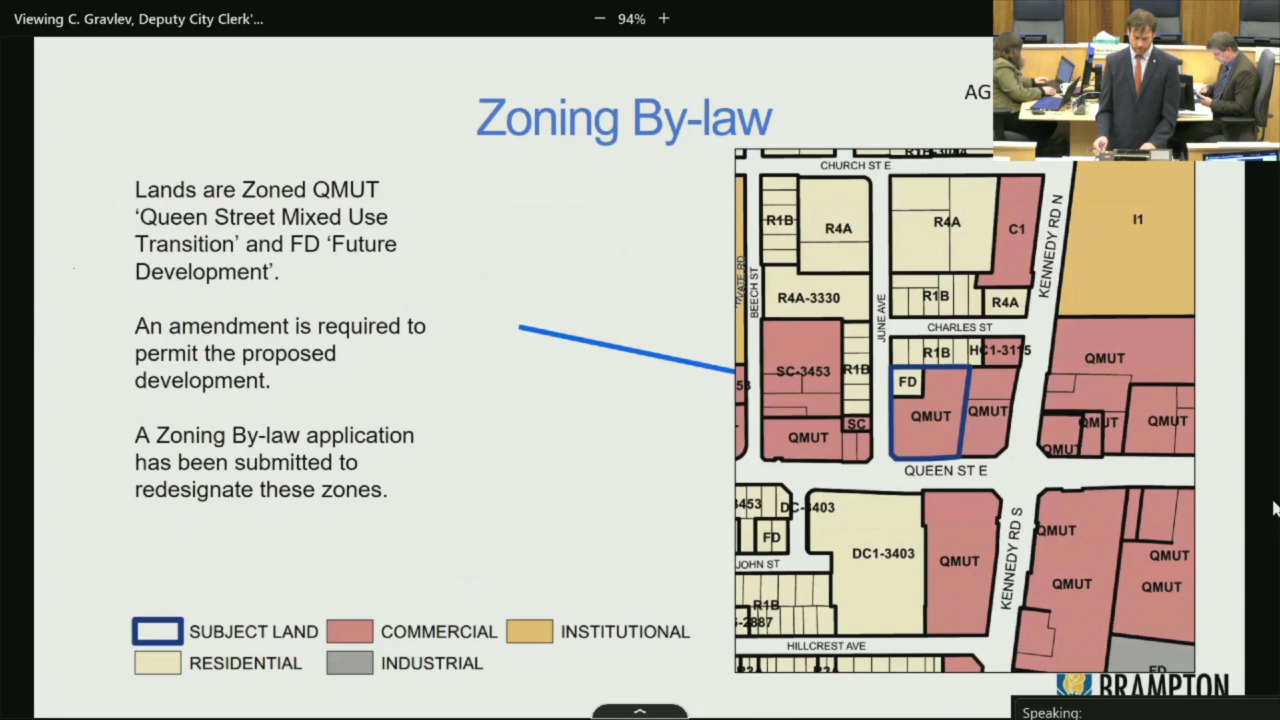 Viewing C. Gravlev, Deputy City Clerk'...
94%
AG
Zoning By-law
Lands are Zoned QMUT
‘Queen Street Mixed Use
Transition’ and FD ‘Future
Development’.
An amendment is required to
permit the proposed
development.
A Zoning By-law application
has been submitted to
redesignate these zones.
CHURCH ST E
R1B
R4A
R4A
C1
KENNEDY RD N
I1
BEECH ST
R4A-3330
JUNE AVE
R1B
R4A
CHARLES ST
SC-3453
R1B
R1B
HC1-3115
QMUT
FD
QMUT
QMUT
QMUT
QMUT
QMUT
SC
QMUT
QUEEN ST E
3453
DC-3403
FD
JOHN ST
DC1-3403
QMUT
KENNEDY RD S
QMUT
QMUT
QMUT
QMUT
R1B
-2887
HILLCREST AVE
FD
SUBJECT LAND
COMMERCIAL
INSTITUTIONAL
RESIDENTIAL
INDUSTRIAL
BRAMPTON
Speaking: